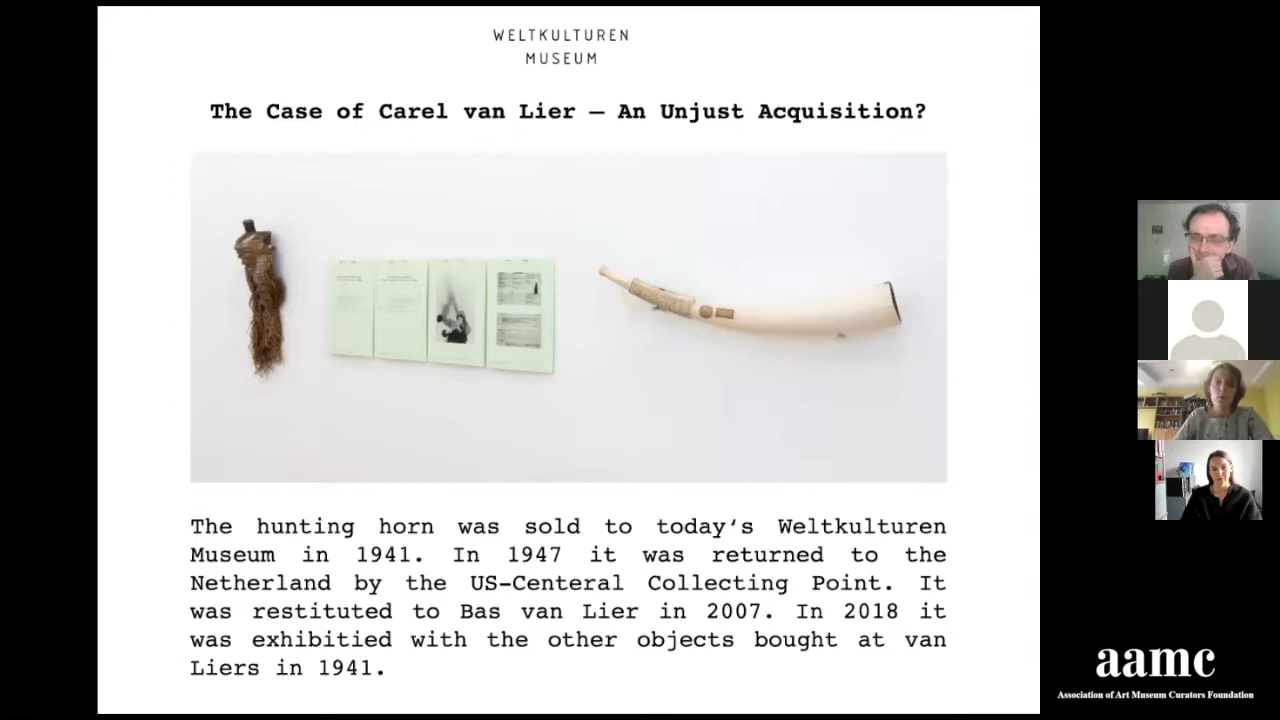 WELTKULTUREN
MUSEUM
The Case of Carel van Lier – An Unjust Acquisition?
The hunting horn was sold to today‘s Weltkulturen
Museum in 1941. In 1947 it was returned to the
Netherland by the US–Centeral Collecting Point. It
was restituted to Bas van Lier in 2007. In 2018 it
was exhibitied with the other objects bought at van
Liers in 1941.
aamc
Association of Art Museum Curators Foundation